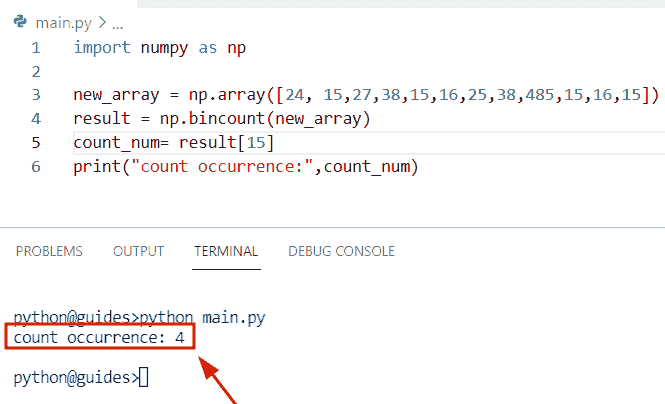 main.py > ...
1 import numpy as np
2
3 new_array = np.array([24, 15,27,38,15,16,25,38,485,15,16,15])
4 result = np.bincount(new_array)
5 count_num= result[15]
6 print("count occurrence:",count_num)
PROBLEMS OUTPUT TERMINAL DEBUG CONSOLE
python@guides>python main.py
count occurrence: 4
python@guides>